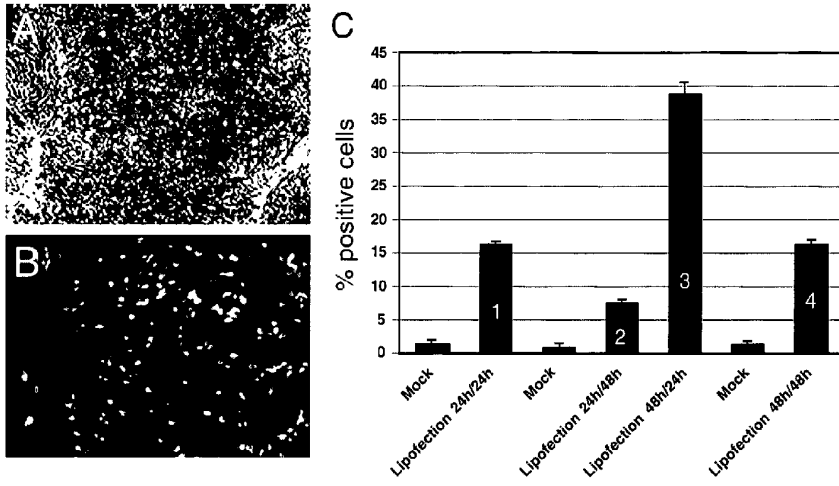 A
B
C
% positive cells
45
40
35
30
25
20
15
10
5
0
1
2
3
4
Mock
Lipofection 24h/24h
Mock
Lipofection 24h/48h
Lipofection 48h/24h
Mock
Lipofection 48h/48h